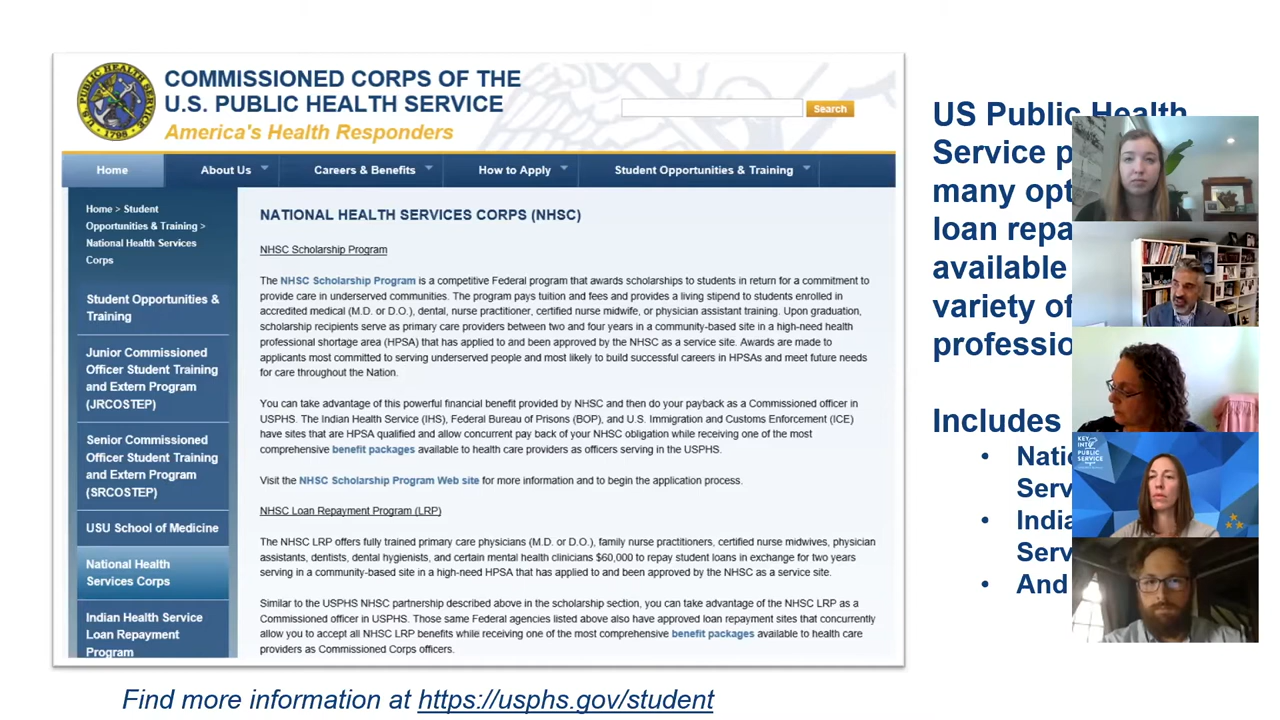 COMMISSIONED CORPS OF THE
U.S. PUBLIC HEALTH SERVICE
America's Health Responders
Search
Home
About Us
Careers & Benefits
How to Apply
Student Opportunities & Training
Home > Student
Opportunities & Training >
National Health Services
Corps
Student Opportunities &
Training
Junior Commissioned
Officer Student Training
and Extern Program
(JRCOSTEP)
Senior Commissioned
Officer Student Training
and Extern Program
(SRCOSTEP)
USU School of Medicine
National Health
Services Corps
Indian Health Service
Loan Repayment
Program
NATIONAL HEALTH SERVICES CORPS (NHSC)
NHSC Scholarship Program
The NHSC Scholarship Program is a competitive Federal program that awards scholarships to students in return for a commitment to
provide care in underserved communities. The program pays tuition and fees and provides a living stipend to students enrolled in
accredited medical (M.D. or D.O.), dental, nurse practitioner, certified nurse midwife, or physician assistant training. Upon graduation,
scholarship recipients serve as primary care providers between two and four years in a community-based site in a high-need health
professional shortage area (HPSA) that has applied to and been approved by the NHSC as a service site. Awards are made to
applicants most committed to serving underserved people and most likely to build successful careers in HPSAs and meet future needs
for care throughout the Nation.
You can take advantage of this powerful financial benefit provided by NHSC and then do your payback as a Commissioned officer in
USPHS. The Indian Health Service (IHS), Federal Bureau of Prisons (BOP), and U.S. Immigration and Customs Enforcement (ICE)
have sites that are HPSA qualified and allow concurrent pay back of your NHSC obligation while receiving one of the most
comprehensive benefit packages available to health care providers as officers serving in the USPHS.
Visit the NHSC Scholarship Program Web site for more information and to begin the application process.
NHSC Loan Repayment Program (LRP)
The NHSC LRP offers fully trained primary care physicians (M.D. or D.O.), family nurse practitioners, certified nurse midwives, physician
assistants, dentists, dental hygienists, and certain mental health clinicians $60,000 to repay student loans in exchange for two years
serving in a community-based site in a high-need HPSA that has applied to and been approved by the NHSC as a service site.
Similar to the USPHS NHSC partnership described above in the scholarship section, you can take advantage of the NHSC LRP as a
Commissioned officer in USPHS. Those same Federal agencies listed above also have approved loan repayment sites that concurrently
allow you to accept all NHSC LRP benefits while receiving one of the most comprehensive benefit packages available to health care
providers as Commissioned Corps officers.
US Public Health
Service p
many opt
loan repa
available
variety of
professio
Includes
• Natio
Serv
• India
Serv
• And
KEY
INTO
PUBLIC
SERVICE
Find more information at https://usphs.gov/student